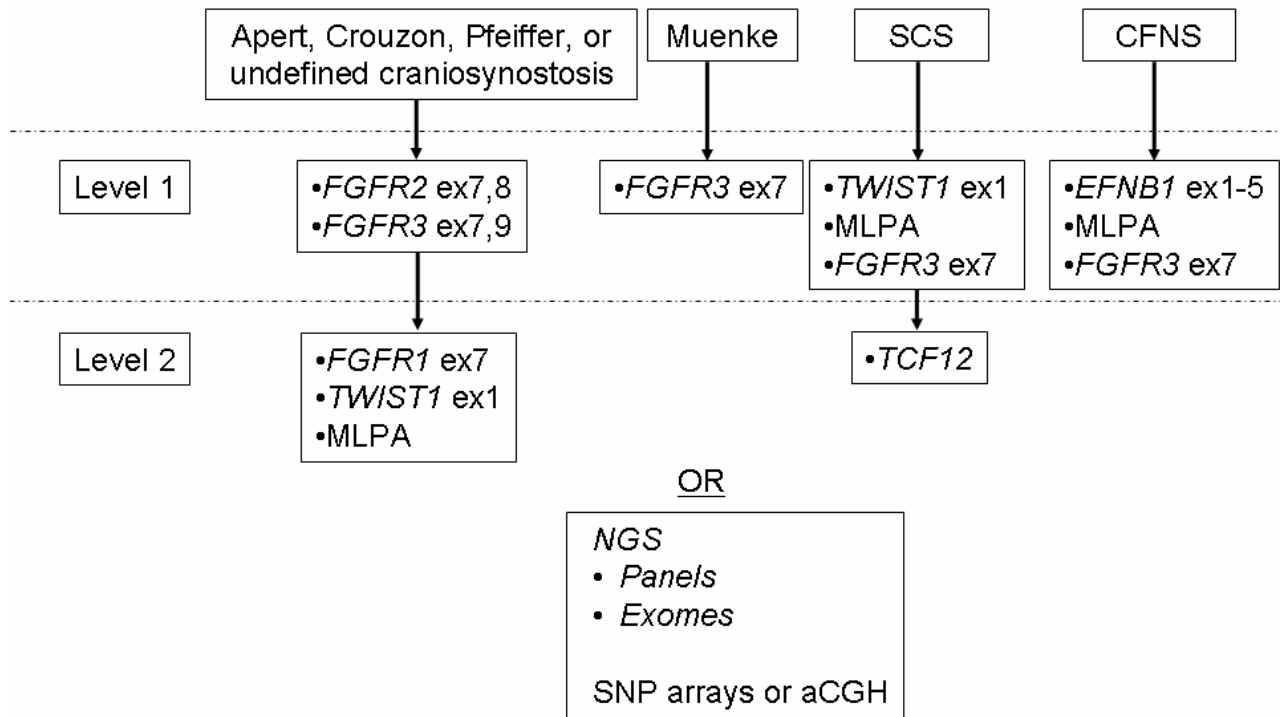 Apert, Crouzon, Pfeiffer, or
undefined craniosynostosis
Muenke
SCS
CFNS
Level 1
•FGFR2 ex7,8
•FGFR3 ex7,9
•FGFR3 ex7
•TWIST1 ex1
•MLPA
•FGFR3 ex7
•EFNB1 ex1-5
•MLPA
•FGFR3 ex7
Level 2
•FGFR1 ex7
•TWIST1 ex1
•MLPA
•TCF12
OR
NGS
• Panels
• Exomes
SNP arrays or aCGH